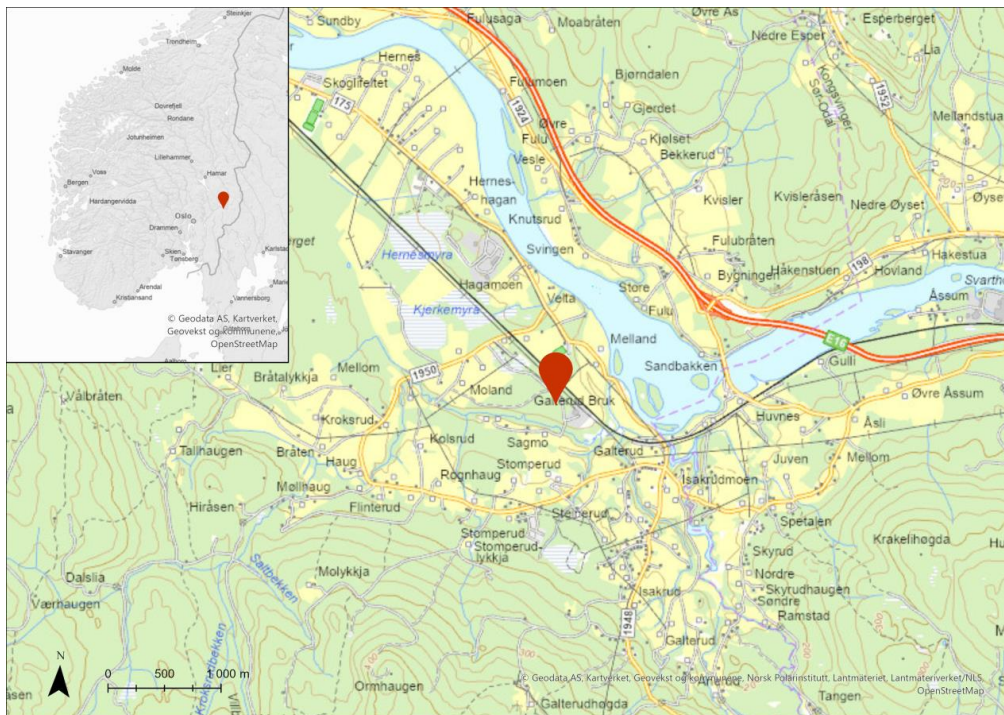 Steinkjer
Trondheim
Molde
Dovrefjell
Rondane
Jotunheimen
Lillehammer
Voss
Hamar
Bergen
Hardangervidda
Oslo
Drammen
Stavanger
Skien
Tønsberg
Karlstad
Arendal
Kristiansand
Vannersborg
© Geodata AS, Kartverket,
Geovekst og kommunene,
OpenStreetMap
Sundby
Fulusaga
Moabråten
Øvre Ås
Esperberget
Nedre Esper
Lia
Hernes
Skoglifeltet
175
Fulumoen
1924
Bjørndalen
Gjerdet
Kongsvinger
Sør-Odal
1952
Mellandstua
Øvre
Fulu
Kjølset
Bekkerud
Vesle
Hernes-
hagan
Kvisler
Kvisleråsen
Nedre Øyset
Knutsrud
Svingen
Fulubråten
Hernesmyra
Bygningen
Håkenstuen
198
Hakestua
Hovland
Hagamoen
Velta
Store
Fulu
Åssum
Kjerkemyra
Melland
Sandbakken
Gulli
Lier
Bråtalykkja
Mellom
1950
Moland
Galterud Bruk
Vålbråten
Øvre Åssum
Kroksrud
Huvnes
Åsli
Tallhaugen
Bråten
Kolsrud
Sagmo
Galterud
Haug
Rognhaug
Stomperud
Juven
Mellom
Møllhaug
Isakrudmoen
Hiråsen
Flinterud
Steinerud
Spetalen
Stomperud
Stomperud-
lykkja
Krakelihøgda
Skyrud
Saltbekken
Molykkja
Nordre
Dalslia
Skyrudhaugen
Søndre
Værhaugen
Isakrud
Ramstad
1948
Galterud
N
0 500 1 000 m
Ormhaugen
Galterudhøgda
Tangen
© Geodata AS, Kartverket, Geovekst og kommunene, Norsk Polarinstitutt, Lantmäteriet, Lantmäteriverket/NLS,
OpenStreetMap